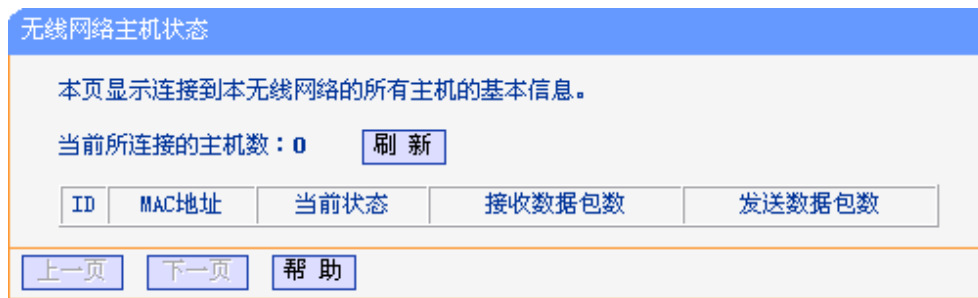 无线网络主机状态
本页显示连接到本无线网络的所有主机的基本信息。
当前所连接的主机数：0 刷 新
ID MAC地址 当前状态 接收数据包数 发送数据包数
上一页 下一页 帮 助